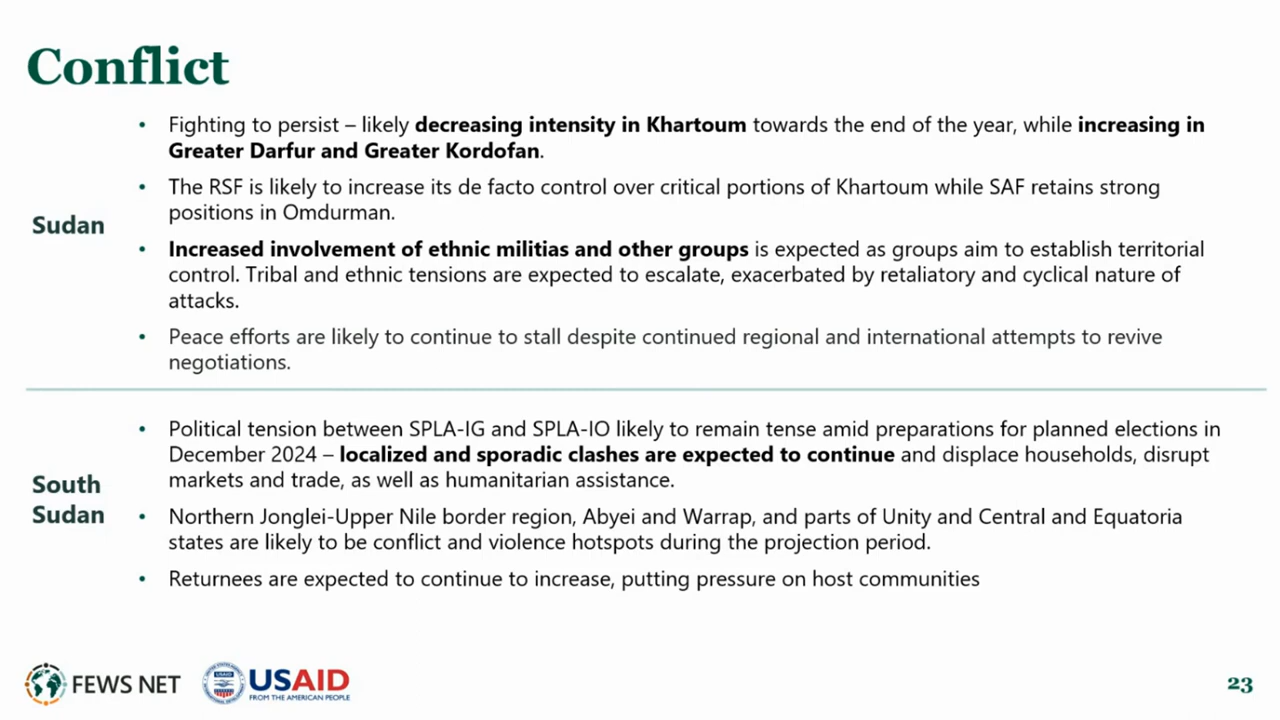 Conflict
Sudan
• Fighting to persist – likely decreasing intensity in Khartoum towards the end of the year, while increasing in
Greater Darfur and Greater Kordofan.
• The RSF is likely to increase its de facto control over critical portions of Khartoum while SAF retains strong
positions in Omdurman.
• Increased involvement of ethnic militias and other groups is expected as groups aim to establish territorial
control. Tribal and ethnic tensions are expected to escalate, exacerbated by retaliatory and cyclical nature of
attacks.
• Peace efforts are likely to continue to stall despite continued regional and international attempts to revive
negotiations.
South
Sudan
• Political tension between SPLA-IG and SPLA-IO likely to remain tense amid preparations for planned elections in
December 2024 – localized and sporadic clashes are expected to continue and displace households, disrupt
markets and trade, as well as humanitarian assistance.
• Northern Jonglei-Upper Nile border region, Abyei and Warrap, and parts of Unity and Central and Equatoria
states are likely to be conflict and violence hotspots during the projection period.
• Returnees are expected to continue to increase, putting pressure on host communities
FEWS NET
USAID
USAID
FROM THE AMERICAN PEOPLE
23